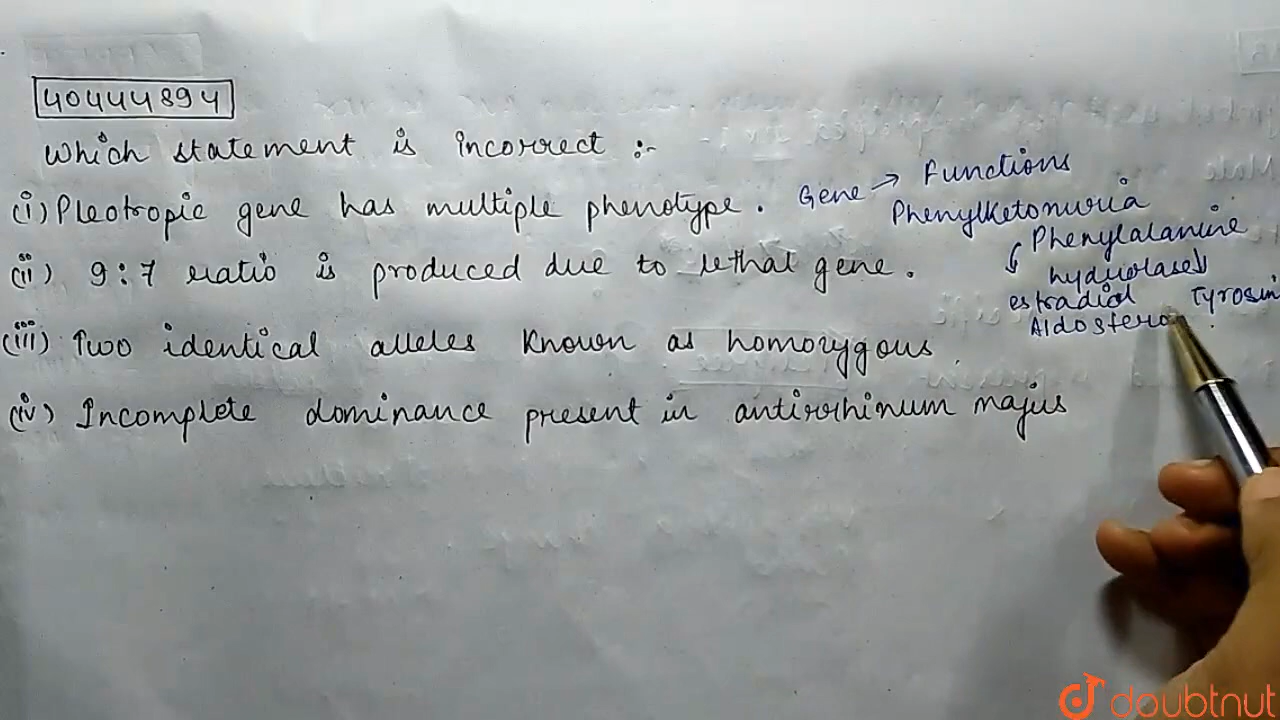 40444894
Which statement is incorrect :-
(i) Pleotropic gene has multiple phenotype.
Gene → Functions
Phenylketonuria
Phenylalanine
hydrolase
estradiol Tyrosin
Aldostero
(ii) 9:7 ratio is produced due to lethal gene.
(iii) Two identical alleles known as homozygous.
(iv) Incomplete dominance present in antirrhinum majus
doubtnut